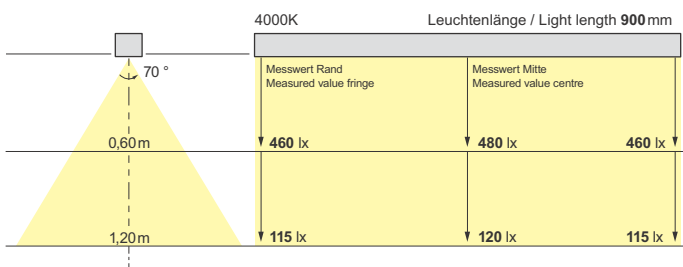 4000K Leuchtenlänge / Light length 900 mm
70 °
Messwert Rand
Measured value fringe
Messwert Mitte
Measured value centre
0,60 m 460 lx 480 lx 460 lx
1,20 m 115 lx 120 lx 115 lx